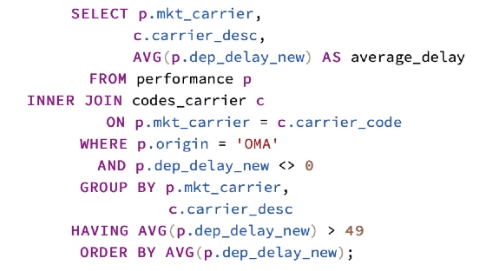 SELECT p.mkt_carrier,
c.carrier_desc,
AVG(p.dep_delay_new) AS average_delay
FROM performance p
INNER JOIN codes_carrier c
ON p.mkt_carrier = c.carrier_code
WHERE p.origin = 'OMA'
AND p.dep_delay_new <> 0
GROUP BY p.mkt_carrier,
c.carrier_desc
HAVING AVG(p.dep_delay_new) > 49
ORDER BY AVG(p.dep_delay_new);